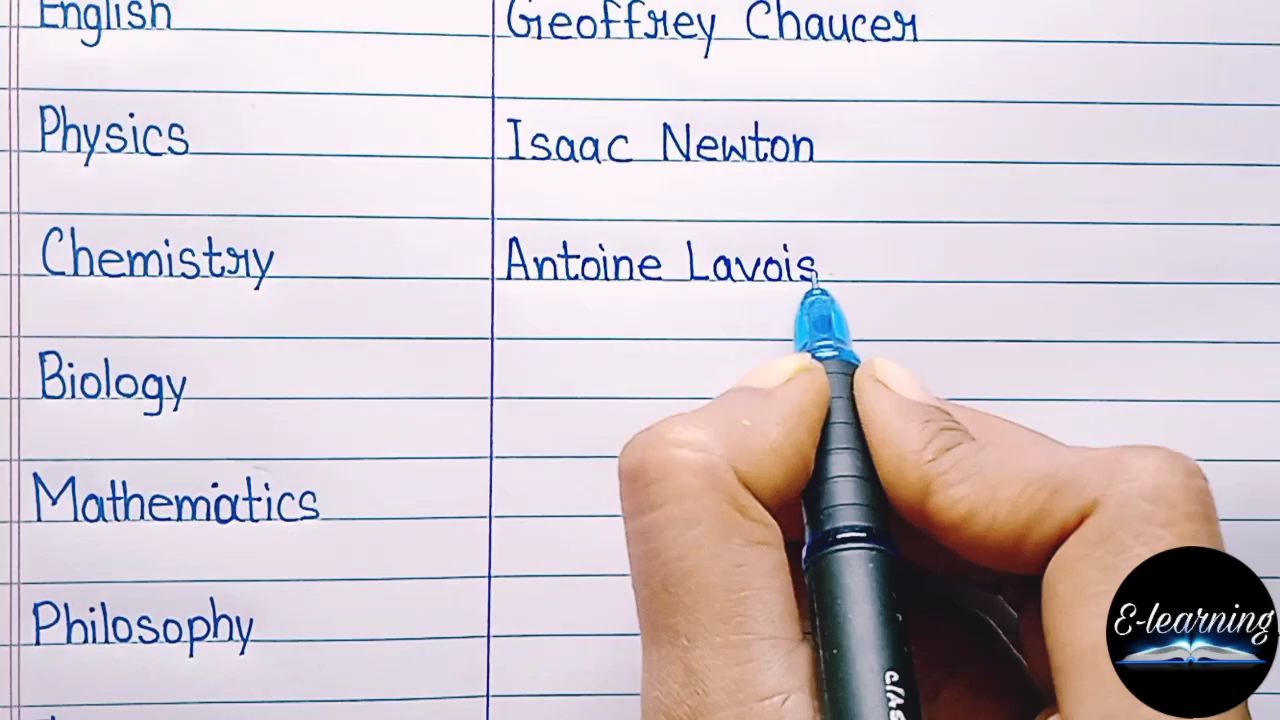 English Geoffrey Chaucer
Physics Isaac Newton
Chemistry Antoine Lavois
Biology
Mathematics
Philosophy
E-learning